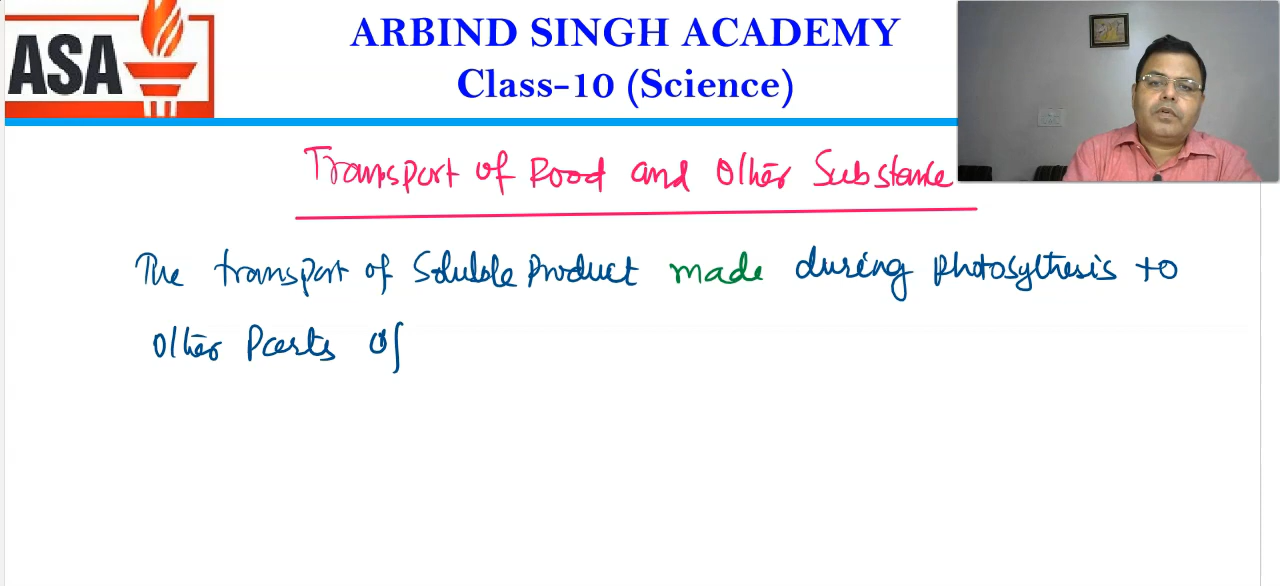 ASA
ARBIND SINGH ACADEMY
Class-10 (Science)
Transport of Food and Other Substance
The transport of Soluble Product made during photosythesis to
Other Parts of